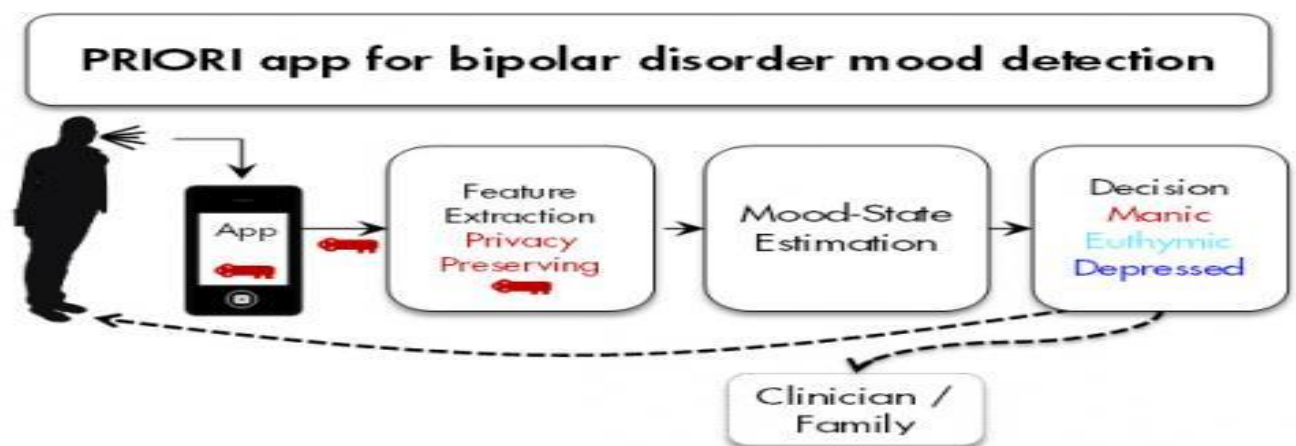 PRIORI app for bipolar disorder mood detection
App
Feature
Extraction
Privacy
Preserving
Mood-State
Estimation
Decision
Manic
Euthymic
Depressed
Clinician /
Family